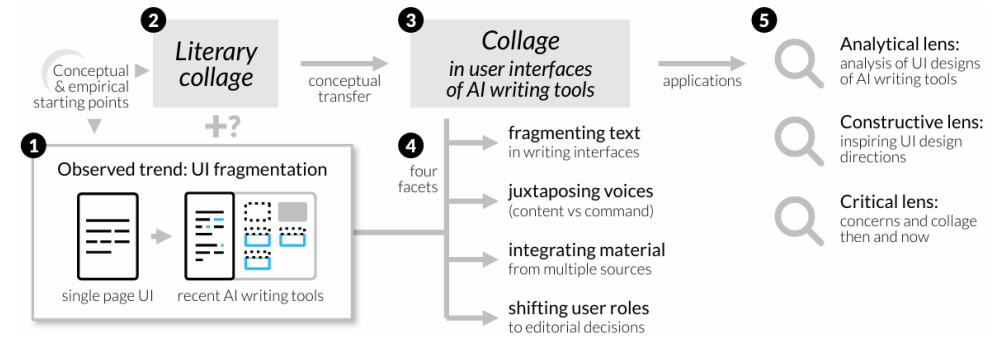 2
Literary
collage
Conceptual
& empirical
starting points
conceptual
transfer
3
Collage
in user interfaces
of AI writing tools
applications
5
Analytical lens:
analysis of UI designs
of AI writing tools
Constructive lens:
inspiring UI design
directions
Critical lens:
concerns and collage
then and now
+?
1
Observed trend: UI fragmentation
single page UI
recent AI writing tools
4
four
facets
fragmenting text
in writing interfaces
juxtaposing voices
(content vs command)
integrating material
from multiple sources
shifting user roles
to editorial decisions